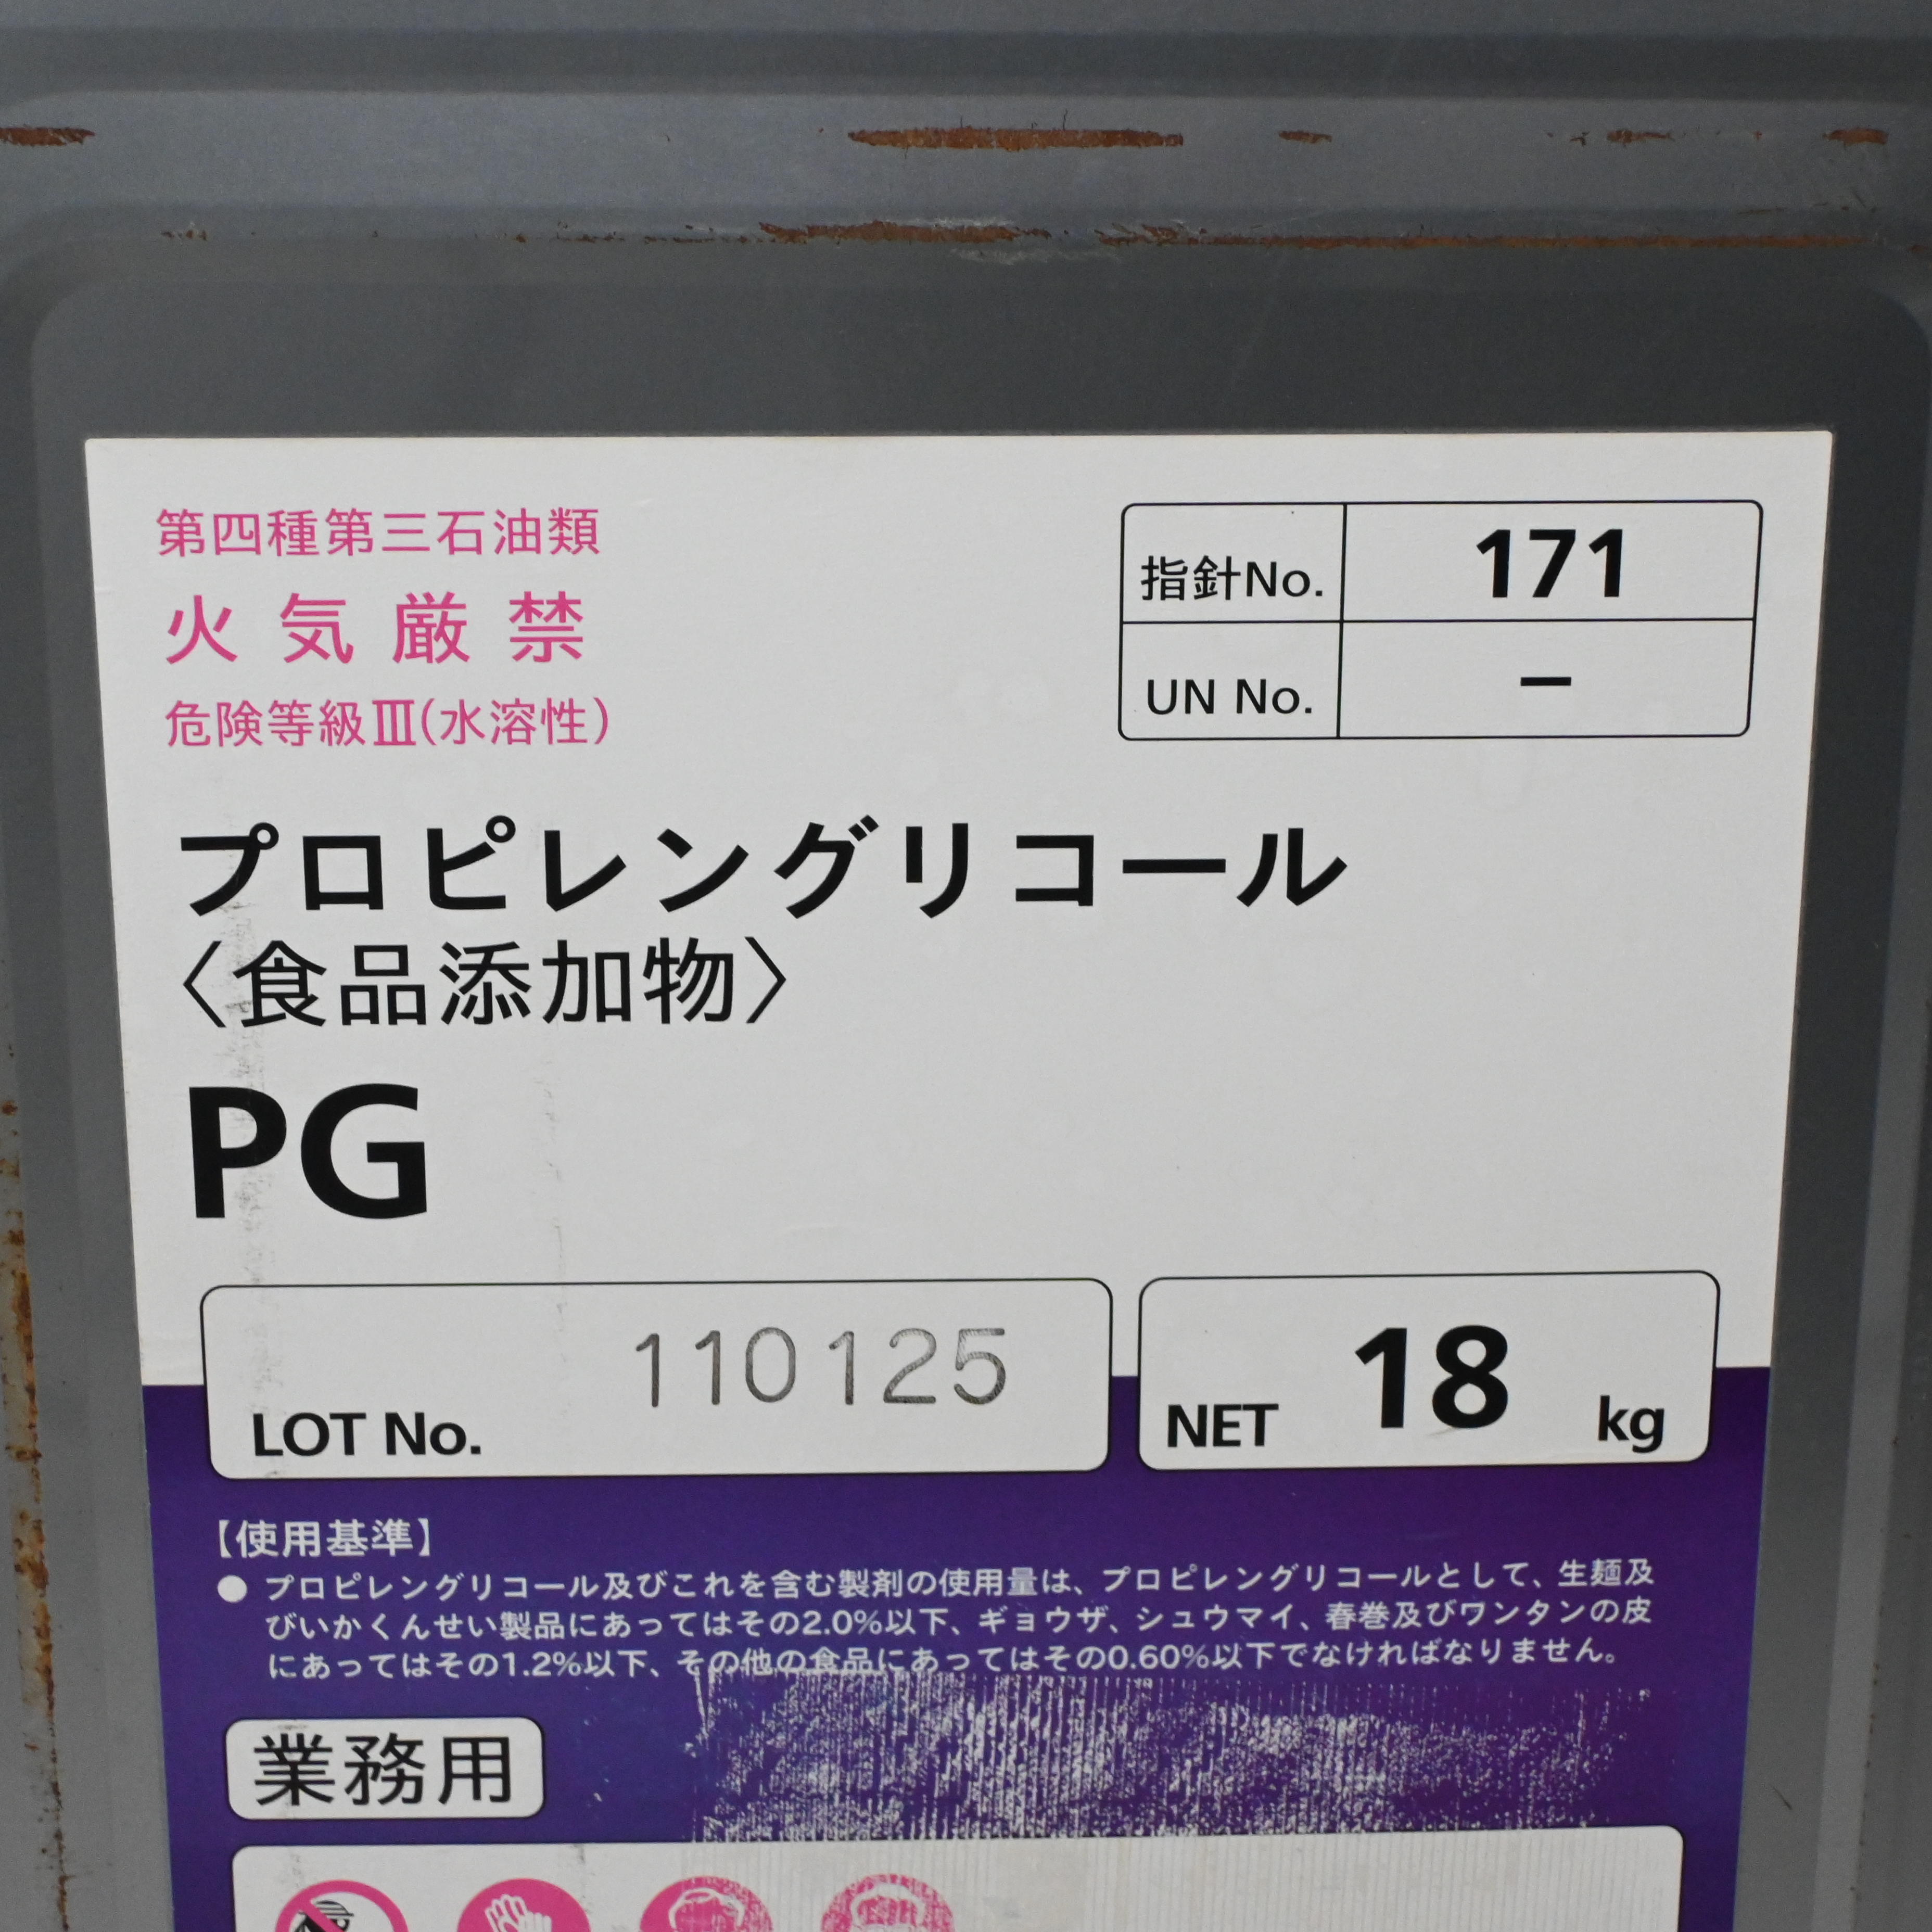 第四種第三石油類
火気厳禁
危険等級Ⅲ(水溶性)
指針No. 171
UN No. －
プロピレングリコール
〈食品添加物〉
PG
LOT No. 110125
NET 18 kg
【使用基準】
● プロピレングリコール及びこれを含む製剤の使用量は、プロピレングリコールとして、生麺及
びいかくんせい製品にあってはその2.0%以下、ギョウザ、シュウマイ、春巻及びワンタンの皮
にあってはその1.2%以下、その他の食品にあってはその0.60%以下でなければなりません。
業務用